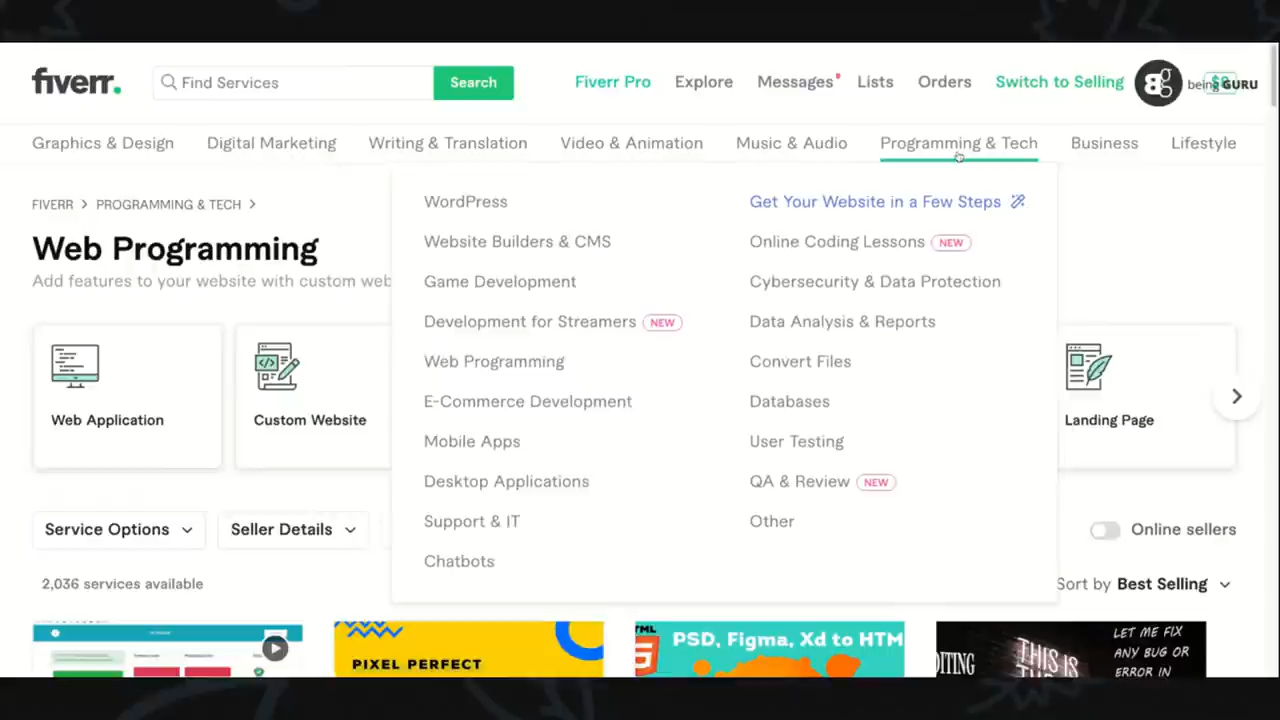 fiverr.
Find Services
Search
Fiverr Pro
Explore
Messages
Lists
Orders
Switch to Selling
being GURU
Graphics & Design
Digital Marketing
Writing & Translation
Video & Animation
Music & Audio
Programming & Tech
Business
Lifestyle
FIVERR > PROGRAMMING & TECH >
Web Programming
Add features to your website with custom web
WordPress
Website Builders & CMS
Game Development
Development for Streamers NEW
Web Programming
E-Commerce Development
Mobile Apps
Desktop Applications
Support & IT
Chatbots
Get Your Website in a Few Steps
Online Coding Lessons NEW
Cybersecurity & Data Protection
Data Analysis & Reports
Convert Files
Databases
User Testing
QA & Review NEW
Other
Web Application
Custom Website
Landing Page
Service Options
Seller Details
Online sellers
2,036 services available
Sort by Best Selling
PIXEL PERFECT
PSD, Figma, Xd to HTM
THIS IS
LET ME FIX
ANY BUG OR
ERROR IN